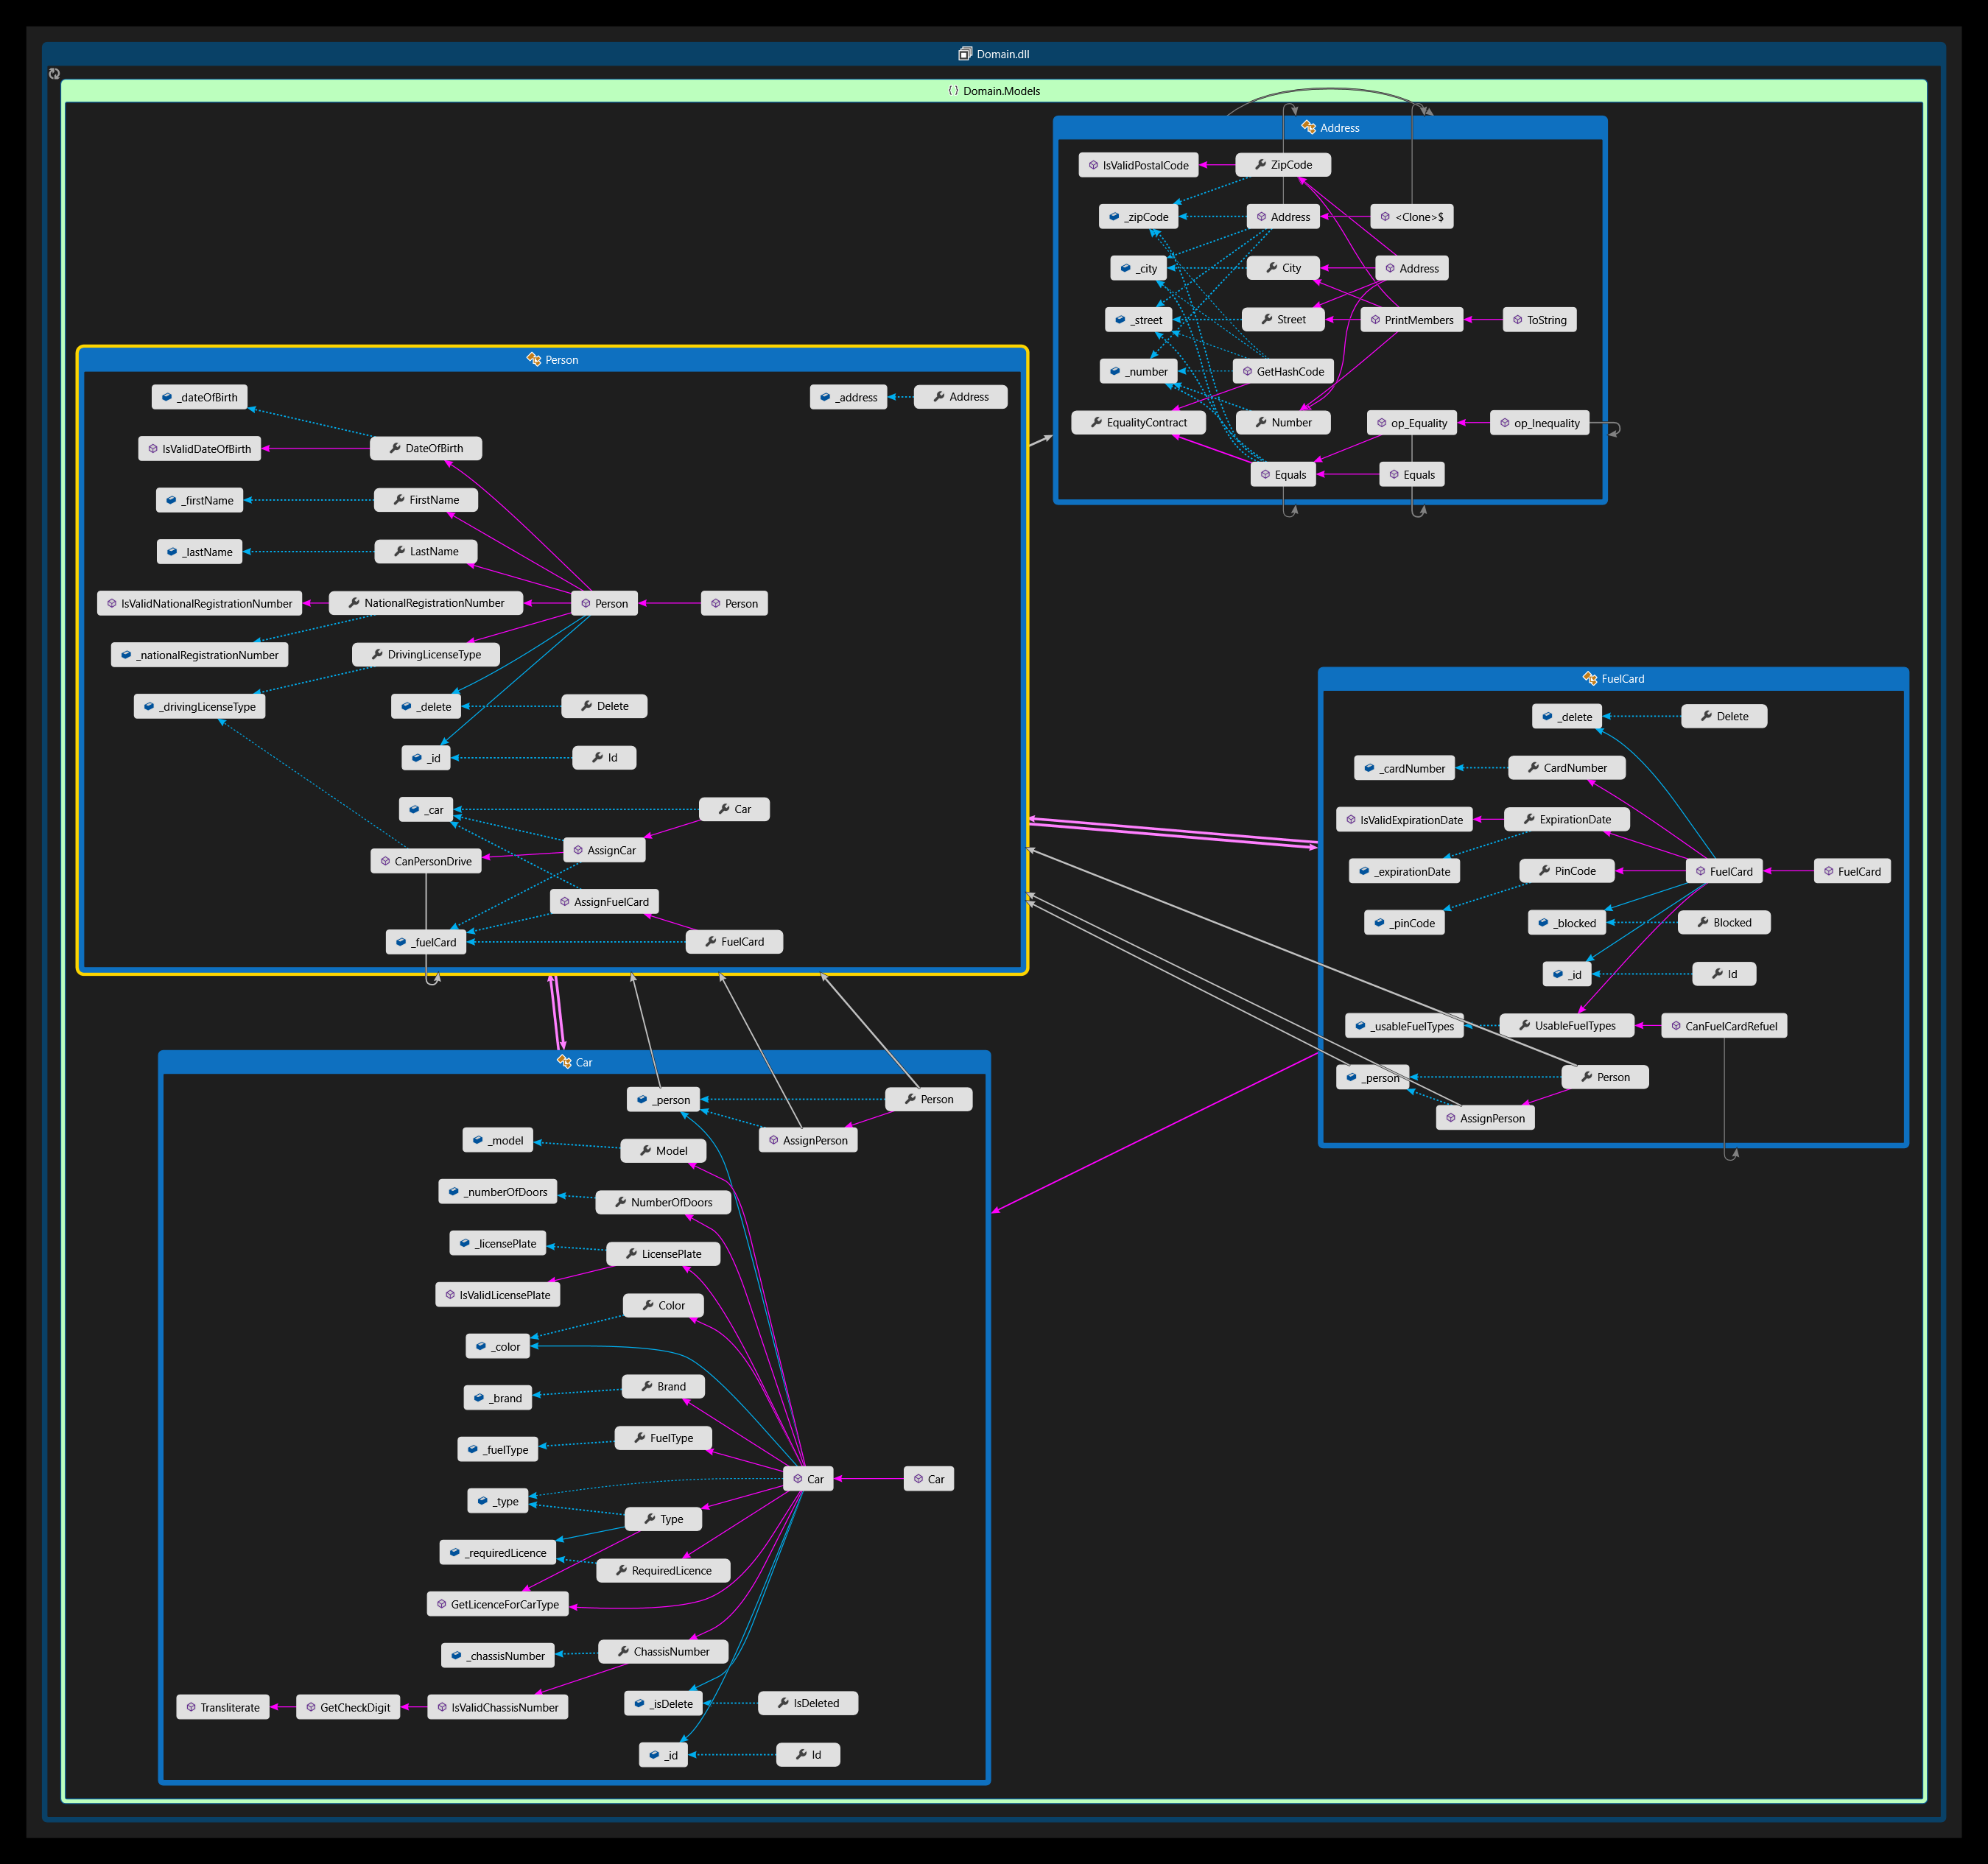 Domain.dll
{ } Domain.Models
Address
IsValidPostalCode
ZipCode
_zipCode
Address
<Clone>$
_city
City
Address
_street
Street
PrintMembers
ToString
_number
GetHashCode
EqualityContract
Number
op_Equality
op_Inequality
Equals
Equals
Person
_dateOfBirth
_address
Address
IsValidDateOfBirth
DateOfBirth
_firstName
FirstName
_lastName
LastName
IsValidNationalRegistrationNumber
NationalRegistrationNumber
Person
Person
_nationalRegistrationNumber
DrivingLicenseType
_drivingLicenseType
_delete
Delete
_id
Id
_car
Car
AssignCar
CanPersonDrive
AssignFuelCard
_fuelCard
FuelCard
FuelCard
_delete
Delete
_cardNumber
CardNumber
IsValidExpirationDate
ExpirationDate
_expirationDate
PinCode
FuelCard
FuelCard
_pinCode
_blocked
Blocked
_id
Id
_usableFuelTypes
UsableFuelTypes
CanFuelCardRefuel
_person
Person
AssignPerson
Car
_person
Person
_model
AssignPerson
Model
_numberOfDoors
NumberOfDoors
_licensePlate
LicensePlate
IsValidLicensePlate
Color
_color
Brand
_brand
FuelType
_fuelType
Car
Car
_type
Type
_requiredLicence
RequiredLicence
GetLicenceForCarType
ChassisNumber
_chassisNumber
Transliterate
GetCheckDigit
IsValidChassisNumber
_isDelete
IsDeleted
_id
Id